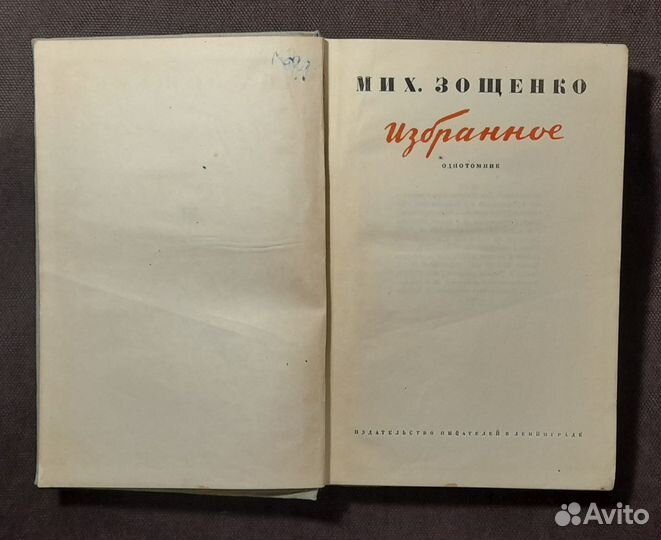 МИХ. ЗОЩЕНКО
Избранное
ОДНОТОМНИК
ИЗДАТЕЛЬСТВО ПИСАТЕЛЕЙ В ЛЕНИНГРАДЕ
Avito